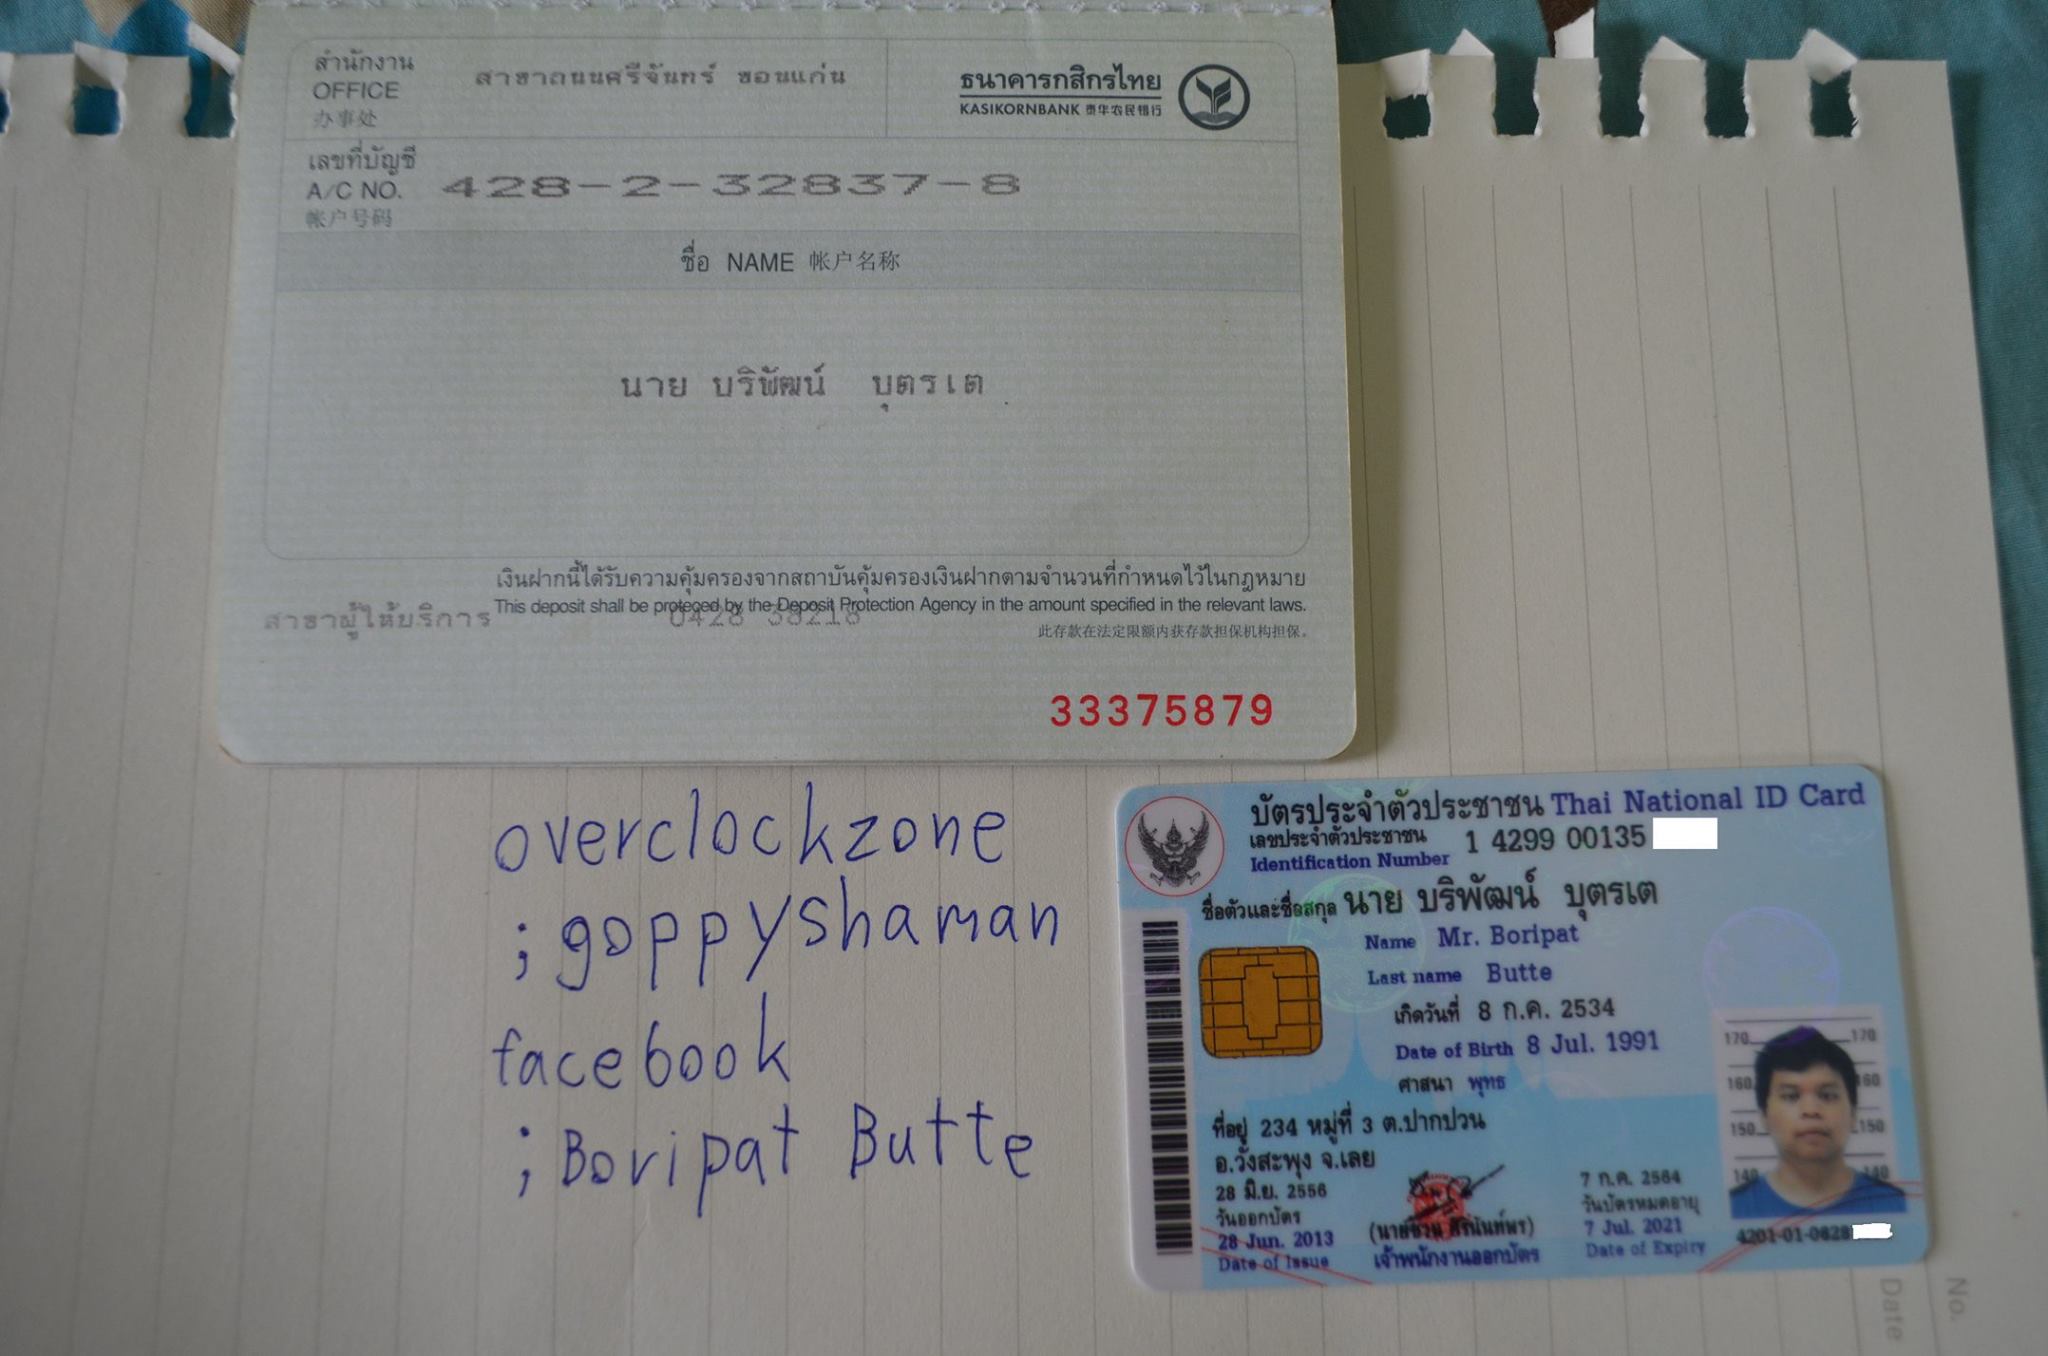 สำนักงาน
OFFICE
办事处
สาขาถนนศรีจันทร์ ขอนแก่น
ธนาคารกสิกรไทย
KASIKORNBANK 泰华农民银行
เลขที่บัญชี
A/C NO. 428-2-32837-8
帐户号码
ชื่อ NAME 帐户名称
นาย บริพัฒน์ บุตรเต
เงินฝากนี้ได้รับความคุ้มครองจากสถาบันคุ้มครองเงินฝากตามจำนวนที่กำหนดไว้ในกฎหมาย
This deposit shall be proteced by the Deposit Protection Agency in the amount specified in the relevant laws.
สาขาผู้ให้บริการ 0428 38218
此存款在法定限额内获存款担保机构担保。
33375879
overclockzone
;goppyshaman
facebook
;Boripat Butte
บัตรประจำตัวประชาชน Thai National ID Card
เลขประจำตัวประชาชน
Identification Number 1 4299 00135
ชื่อตัวและชื่อสกุล นาย บริพัฒน์ บุตรเต
Name Mr. Boripat
Last name Butte
เกิดวันที่ 8 ก.ค. 2534
Date of Birth 8 Jul. 1991
ศาสนา พุทธ
ที่อยู่ 234 หมู่ที่ 3 ต.ปากปวน
อ.วังสะพุง จ.เลย
28 มิ.ย. 2556
วันออกบัตร
28 Jun. 2013
Date of Issue
เจ้าพนักงานออกบัตร
7 ก.ค. 2564
วันบัตรหมดอายุ
7 Jul. 2021
Date of Expiry
170 170
160 160
150 150
140 140
4201-01-0828
No.
Date